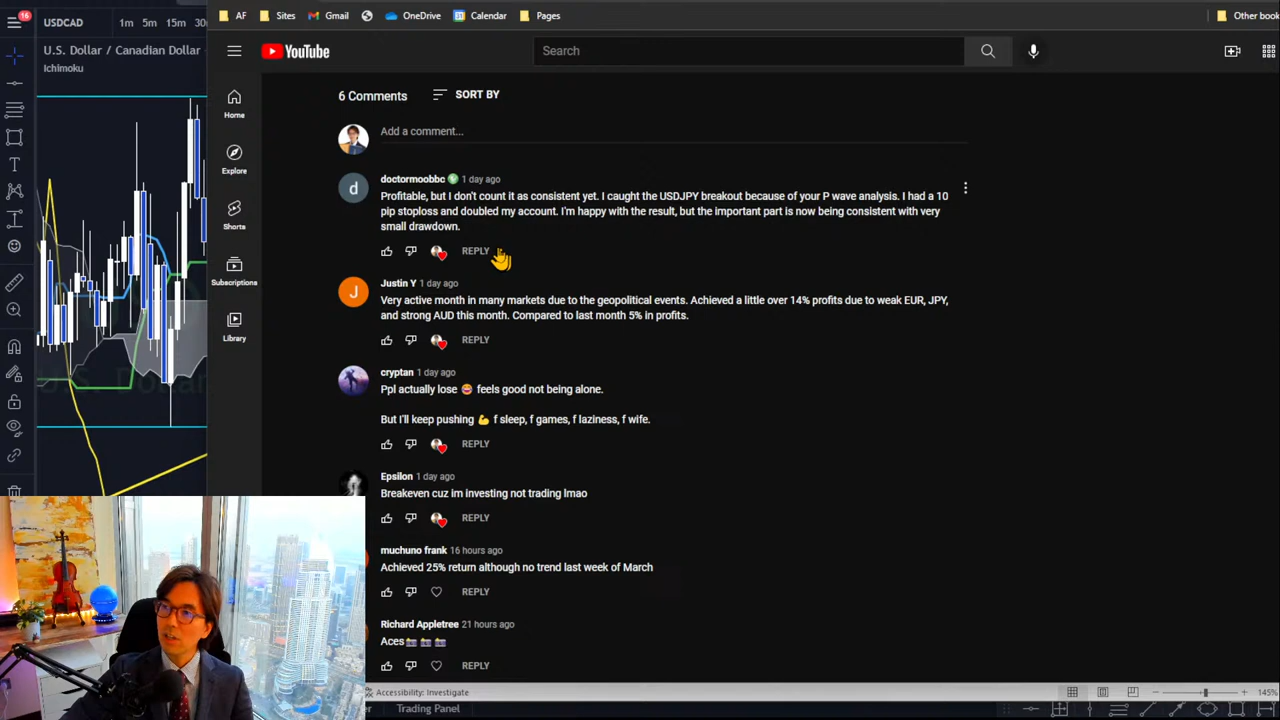 AF Sites Gmail OneDrive Calendar Pages Other book
16 USDCAD 1m 5m 15m 30
U.S. Dollar / Canadian Dollar
Ichimoku
YouTube
Search
Home
Explore
Shorts
Subscriptions
Library
6 Comments SORT BY
Add a comment...
d
doctormoobbc 1 day ago
Profitable, but I don't count it as consistent yet. I caught the USDJPY breakout because of your P wave analysis. I had a 10
pip stoploss and doubled my account. I'm happy with the result, but the important part is now being consistent with very
small drawdown.
REPLY
J
Justin Y 1 day ago
Very active month in many markets due to the geopolitical events. Achieved a little over 14% profits due to weak EUR, JPY,
and strong AUD this month. Compared to last month 5% in profits.
REPLY
cryptan 1 day ago
Ppl actually lose 🤩 feels good not being alone.
But I'll keep pushing 💪 f sleep, f games, f laziness, f wife.
REPLY
Epsilon 1 day ago
Breakeven cuz im investing not trading lmao
REPLY
muchuno frank 16 hours ago
Achieved 25% return although no trend last week of March
REPLY
Richard Appletree 21 hours ago
Aces
REPLY
Accessibility: Investigate
145%
Trading Panel